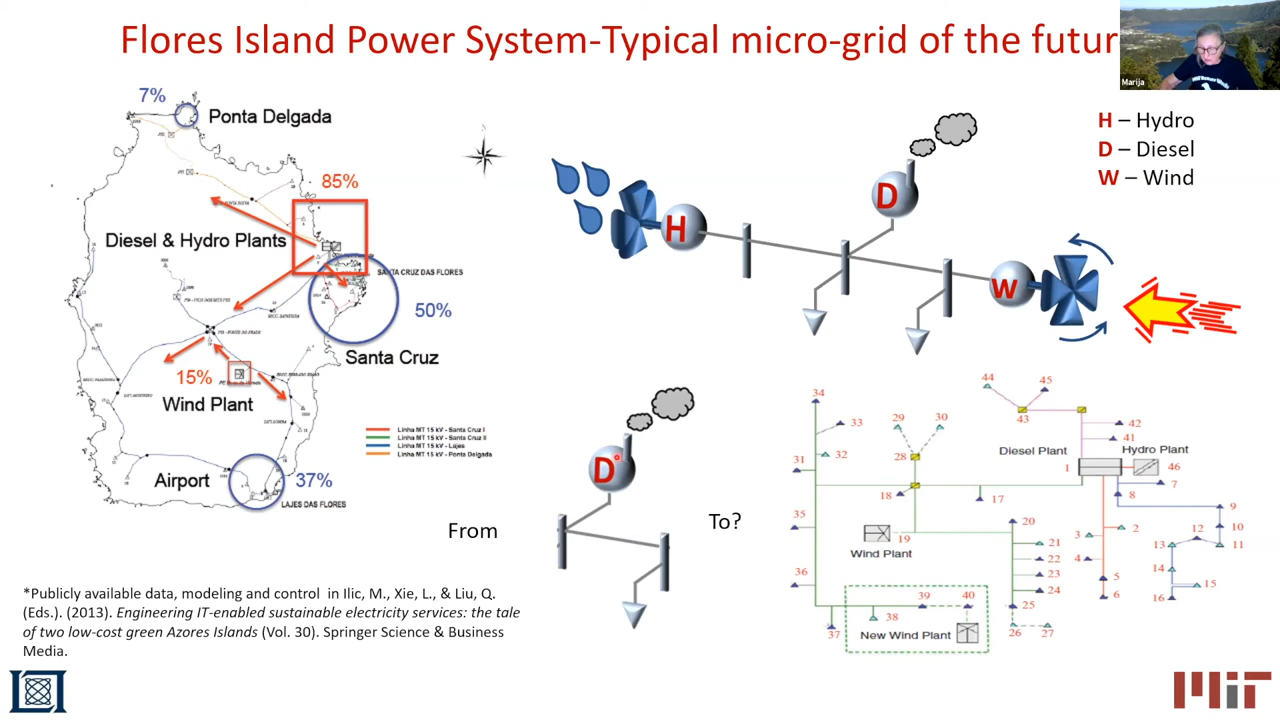 Flores Island Power System-Typical micro-grid of the futur
Marija
H – Hydro
D – Diesel
W – Wind
7%
Ponta Delgada
85%
Diesel & Hydro Plants
SANTA CRUZ DAS FLORES
50%
Santa Cruz
15%
Wind Plant
Linha MT 15 kV - Santa Cruz I
Linha MT 15 kV - Santa Cruz II
Linha MT 15 kV - Lajes
Linha MT 15 kV - Ponta Delgada
Airport
37%
LAJES DAS FLORES
H
D
W
From
D
To?
44
45
43
34
33
29
30
42
41
Diesel Plant
Hydro Plant
1
46
31
32
28
7
18
17
8
9
35
20
3
2
12
10
19
21
13
11
Wind Plant
22
4
36
23
14
24
5
15
39
40
25
6
16
38
37
New Wind Plant
26
27
*Publicly available data, modeling and control in Ilic, M., Xie, L., & Liu, Q.
(Eds.). (2013). Engineering IT-enabled sustainable electricity services: the tale
of two low-cost green Azores Islands (Vol. 30). Springer Science & Business
Media.
MIT